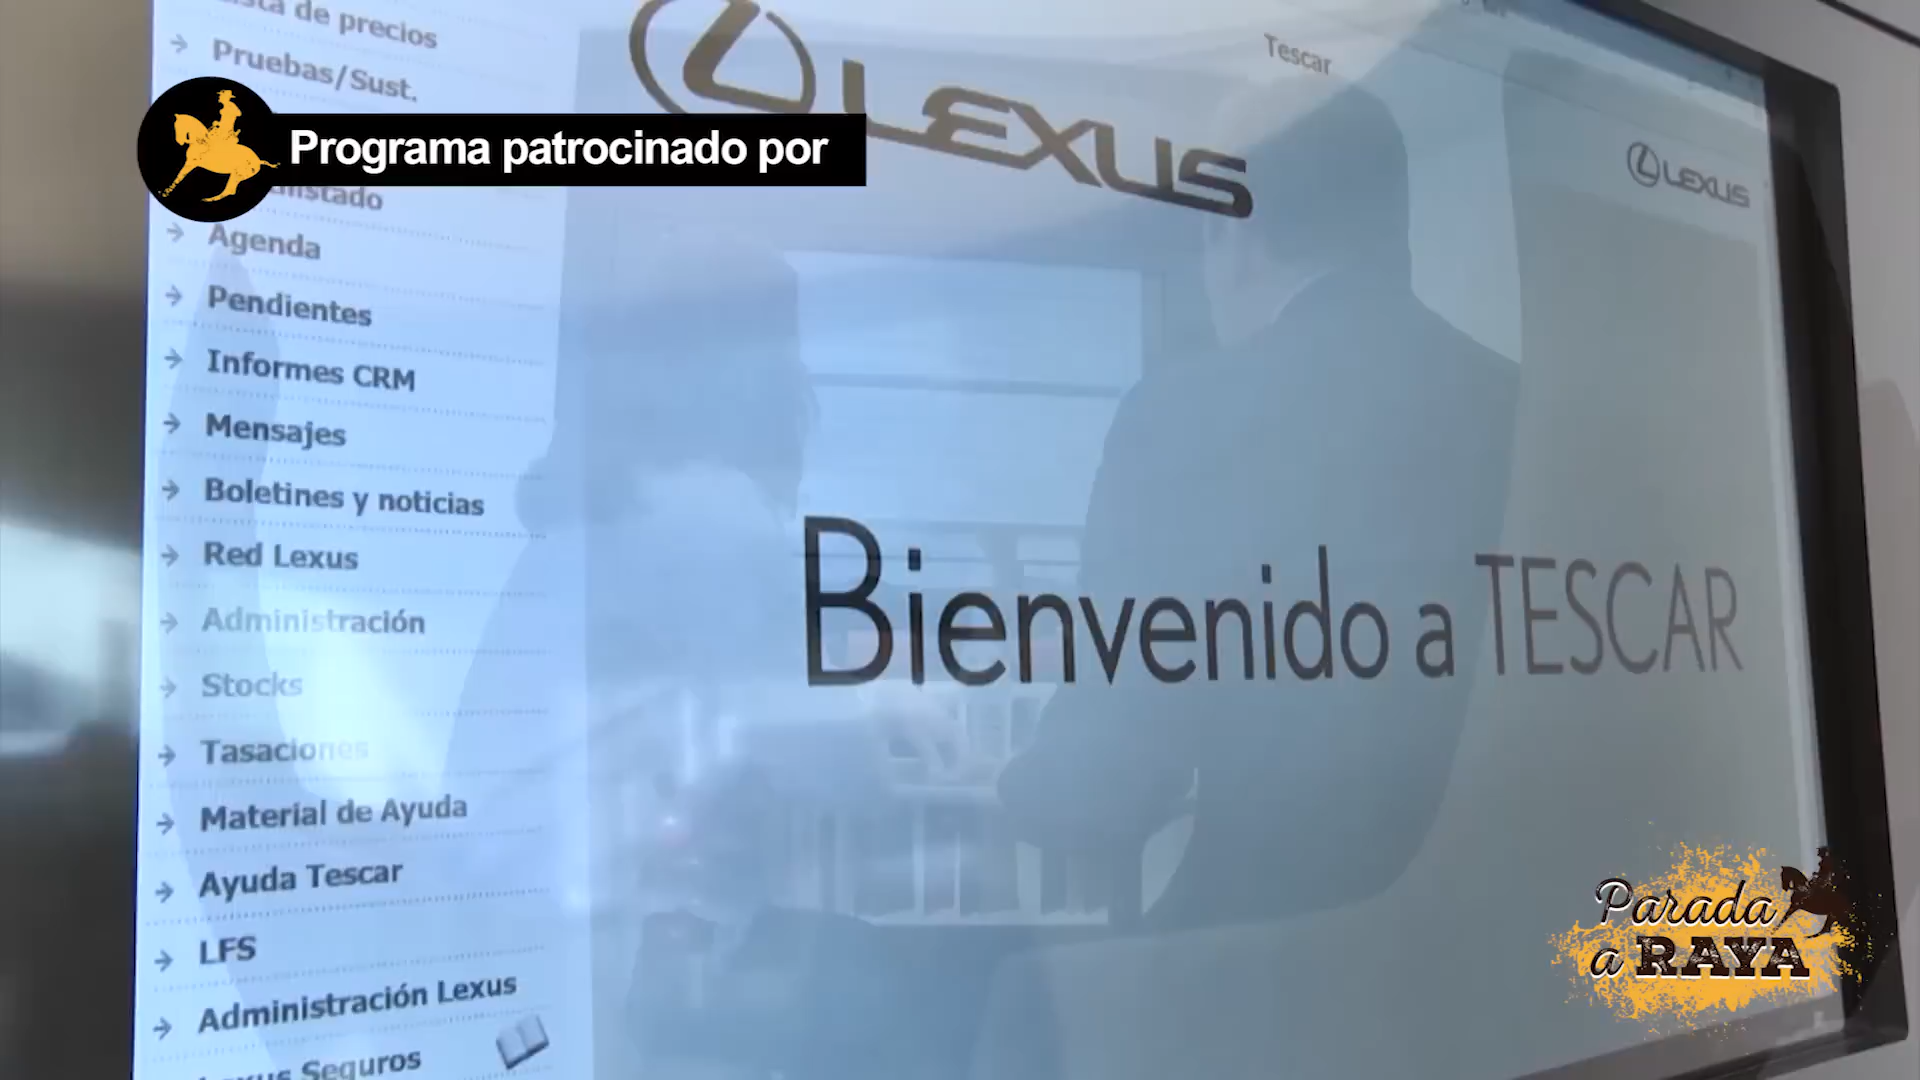 de precios
Pruebas/Sust.
Programa patrocinado por
Agenda
Pendientes
Informes CRM
Mensajes
Boletines y noticias
Red Lexus
Administración
Stocks
Tasaciones
Material de Ayuda
Ayuda Tescar
LFS
Administración Lexus
Seguros
LEXUS
Tescar
LEXUS
Bienvenido a TESCAR
Parada
a RAYA